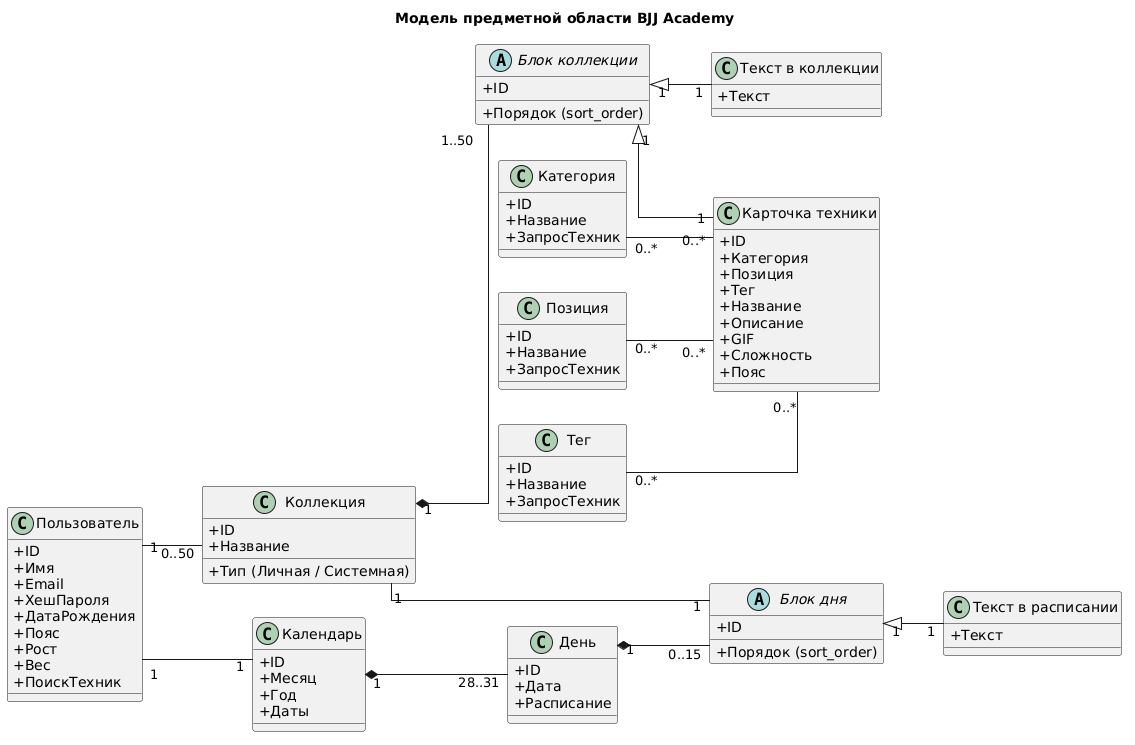 Модель предметной области BJJ Academy
A Блок коллекции
+ID
+Порядок (sort_order)
1
1
C Текст в коллекции
+Текст
1..50
1
C Категория
+ID
+Название
+ЗапросТехник
0..*
0..*
1
C Карточка техники
+ID
+Категория
+Позиция
+Тег
+Название
+Описание
+GIF
+Сложность
+Пояс
C Позиция
+ID
+Название
+ЗапросТехник
0..*
0..*
0..*
C Тег
+ID
+Название
+ЗапросТехник
0..*
C Коллекция
+ID
+Название
+Тип (Личная / Системная)
1
C Пользователь
+ID
+Имя
+Email
+ХешПароля
+ДатаРождения
+Пояс
+Рост
+Вес
+ПоискТехник
1
0..50
1
1
1
1
A Блок дня
+ID
+Порядок (sort_order)
1
1
C Текст в расписании
+Текст
C Календарь
+ID
+Месяц
+Год
+Даты
1
28..31
C День
+ID
+Дата
+Расписание
1
0..15